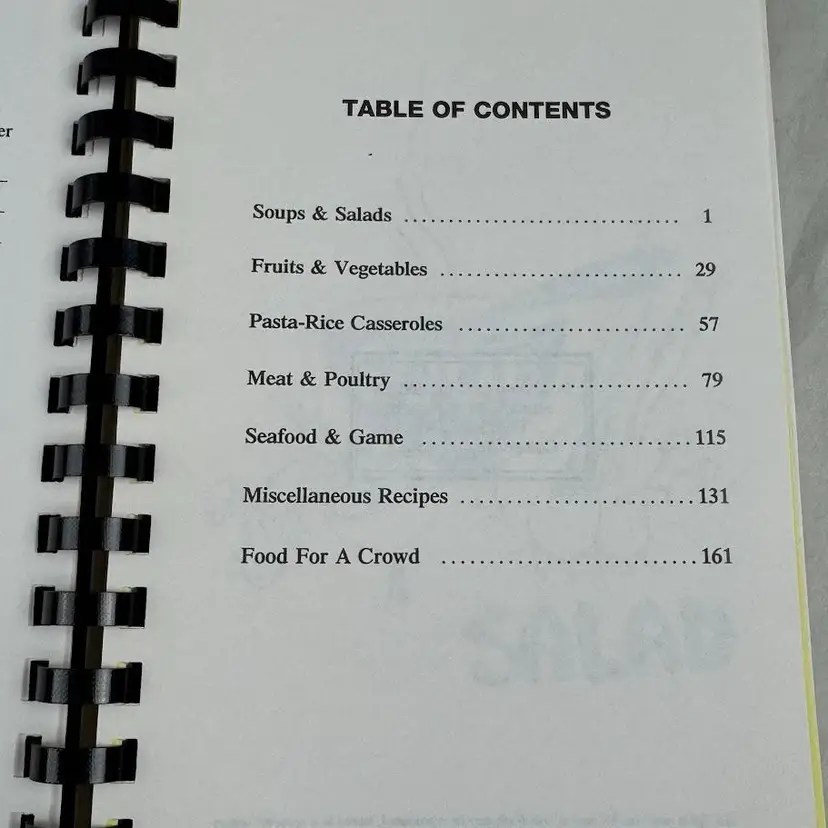 er
TABLE OF CONTENTS
Soups & Salads .............................. 1
Fruits & Vegetables .......................... 29
Pasta-Rice Casseroles ........................ 57
Meat & Poultry .............................. 79
Seafood & Game ............................. 115
Miscellaneous Recipes ......................... 131
Food For A Crowd ........................... 161